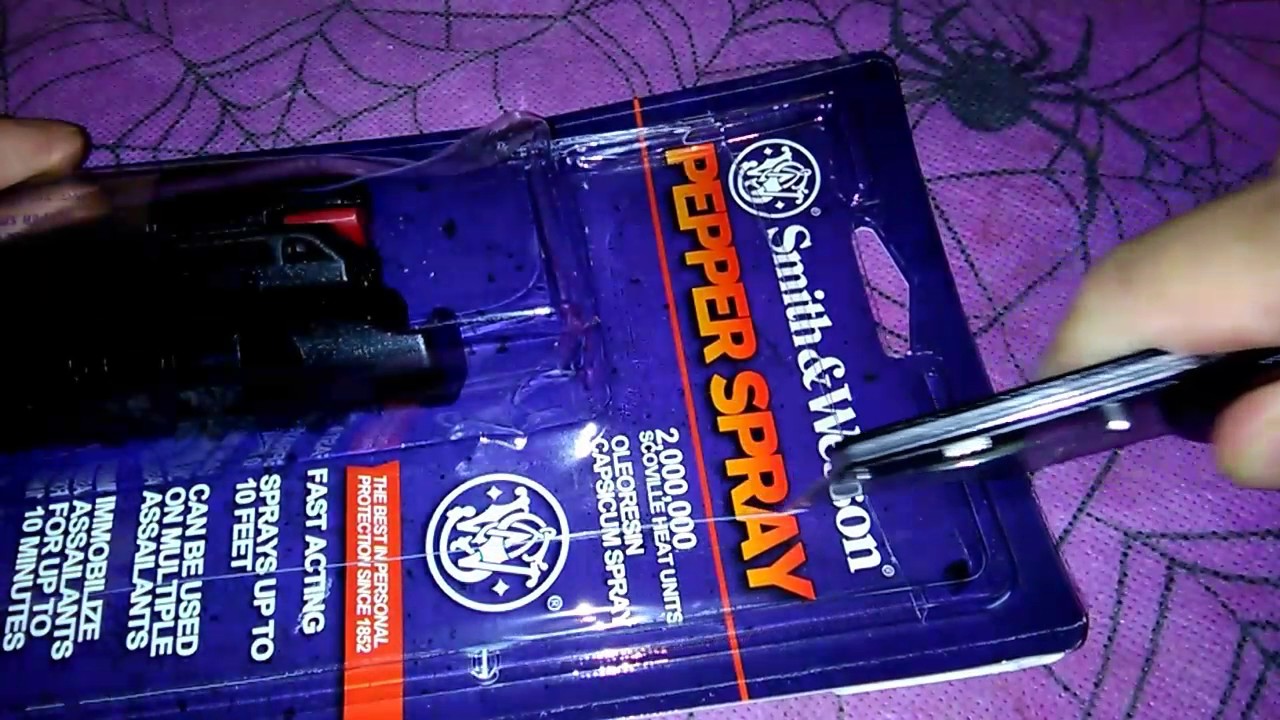 Smith & Wesson®
PEPPER SPRAY
2,000,000
SCOVILLE HEAT UNITS
OLEORESIN
CAPSICUM SPRAY
THE BEST IN PERSONAL
PROTECTION SINCE 1852
FAST ACTING
SPRAYS UP TO
10 FEET
CAN BE USED
ON MULTIPLE
ASSAILANTS
IMMOBILIZE
ASSAILANTS
FOR UP TO
10 MINUTES